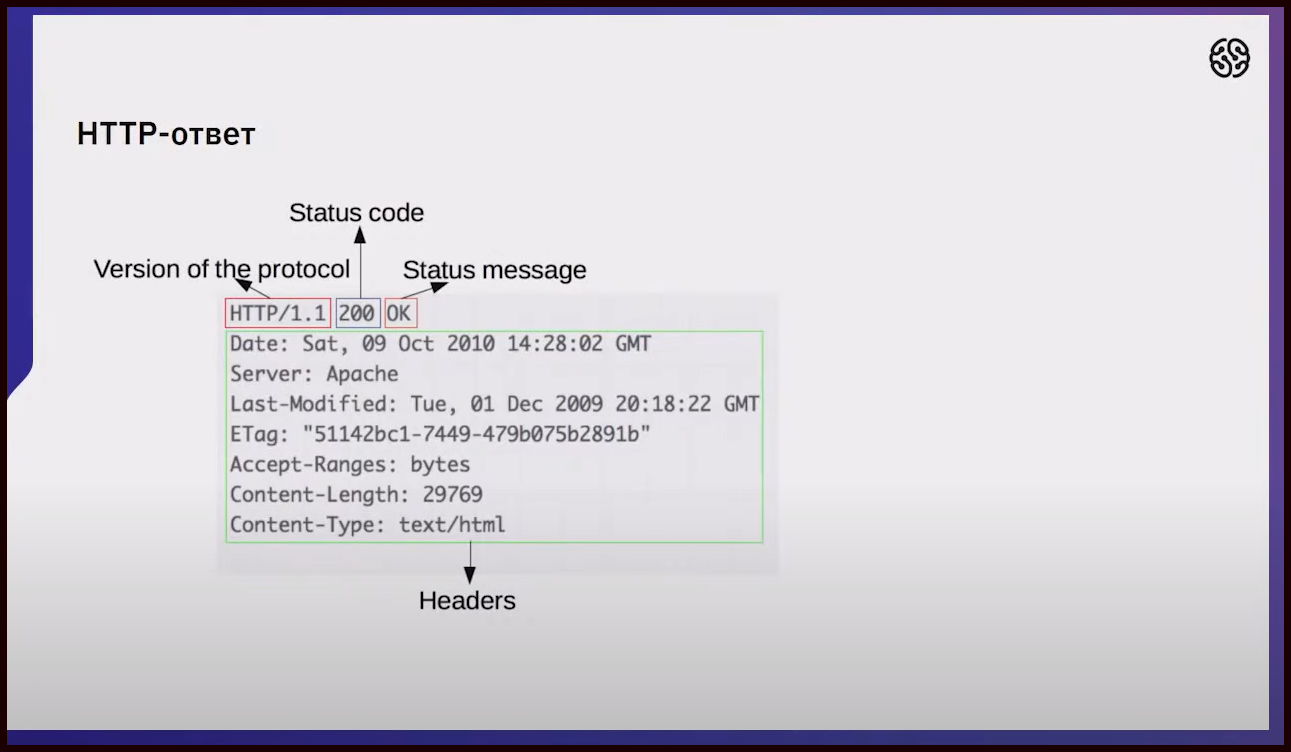 HTTP-ответ
Status code
Version of the protocol
Status message
HTTP/1.1 200 OK
Date: Sat, 09 Oct 2010 14:28:02 GMT
Server: Apache
Last-Modified: Tue, 01 Dec 2009 20:18:22 GMT
ETag: "51142bc1-7449-479b075b2891b"
Accept-Ranges: bytes
Content-Length: 29769
Content-Type: text/html
Headers